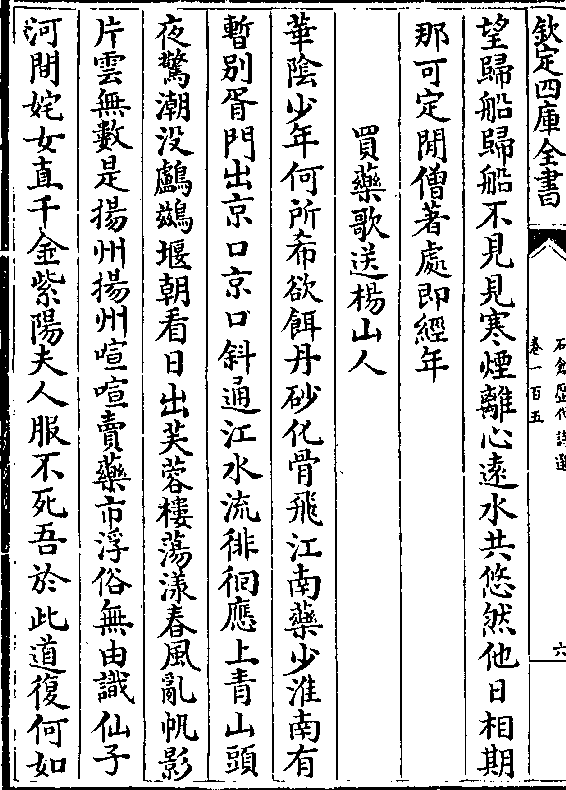 欽定四庫全書
石倉歷代詩選
卷一百五
六
望歸船歸船不見見寒煙離心遠水共悠然他日相期
那可定閒僧著處即經年
買藥歌送楊山人
華陰少年何所希欲餌丹砂化骨飛江南藥少淮南有
暫別胥門出京口京口斜通江水流徘徊應上青山頭
夜驚潮没鸕鷀堰朝看日出芙蓉樓蕩漾春風亂帆影
片雲無數是揚州揚州喧喧賣藥市浮俗無由識仙子
河間姹女直千金紫陽夫人服不死吾於此道復何如